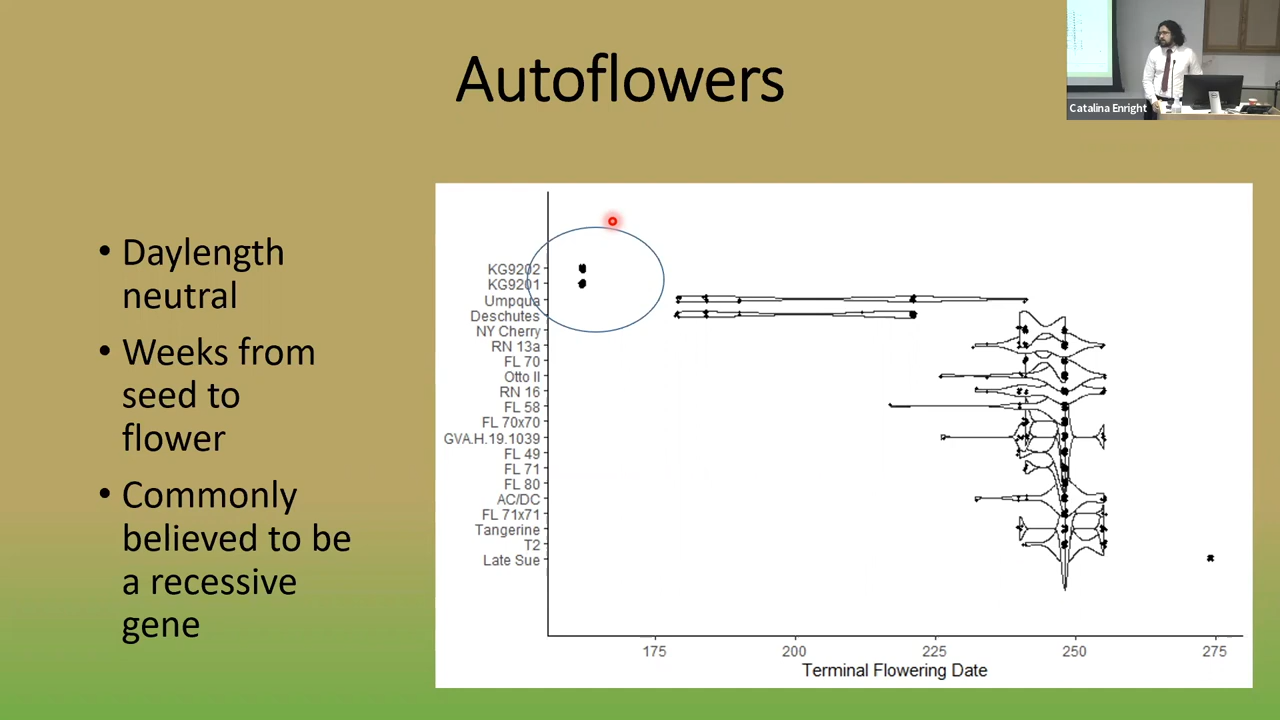 Autoflowers
Catalina Enright
• Daylength
neutral
• Weeks from
seed to
flower
• Commonly
believed to be
a recessive
gene
KG9202
KG9201
Umpqua
Deschutes
NY Cherry
RN 13a
FL 70
Otto II
RN 16
FL 58
FL 70x70
GVA.H.19.1039
FL 49
FL 71
FL 80
AC/DC
FL 71x71
Tangerine
T2
Late Sue
175 200 225 250 275
Terminal Flowering Date